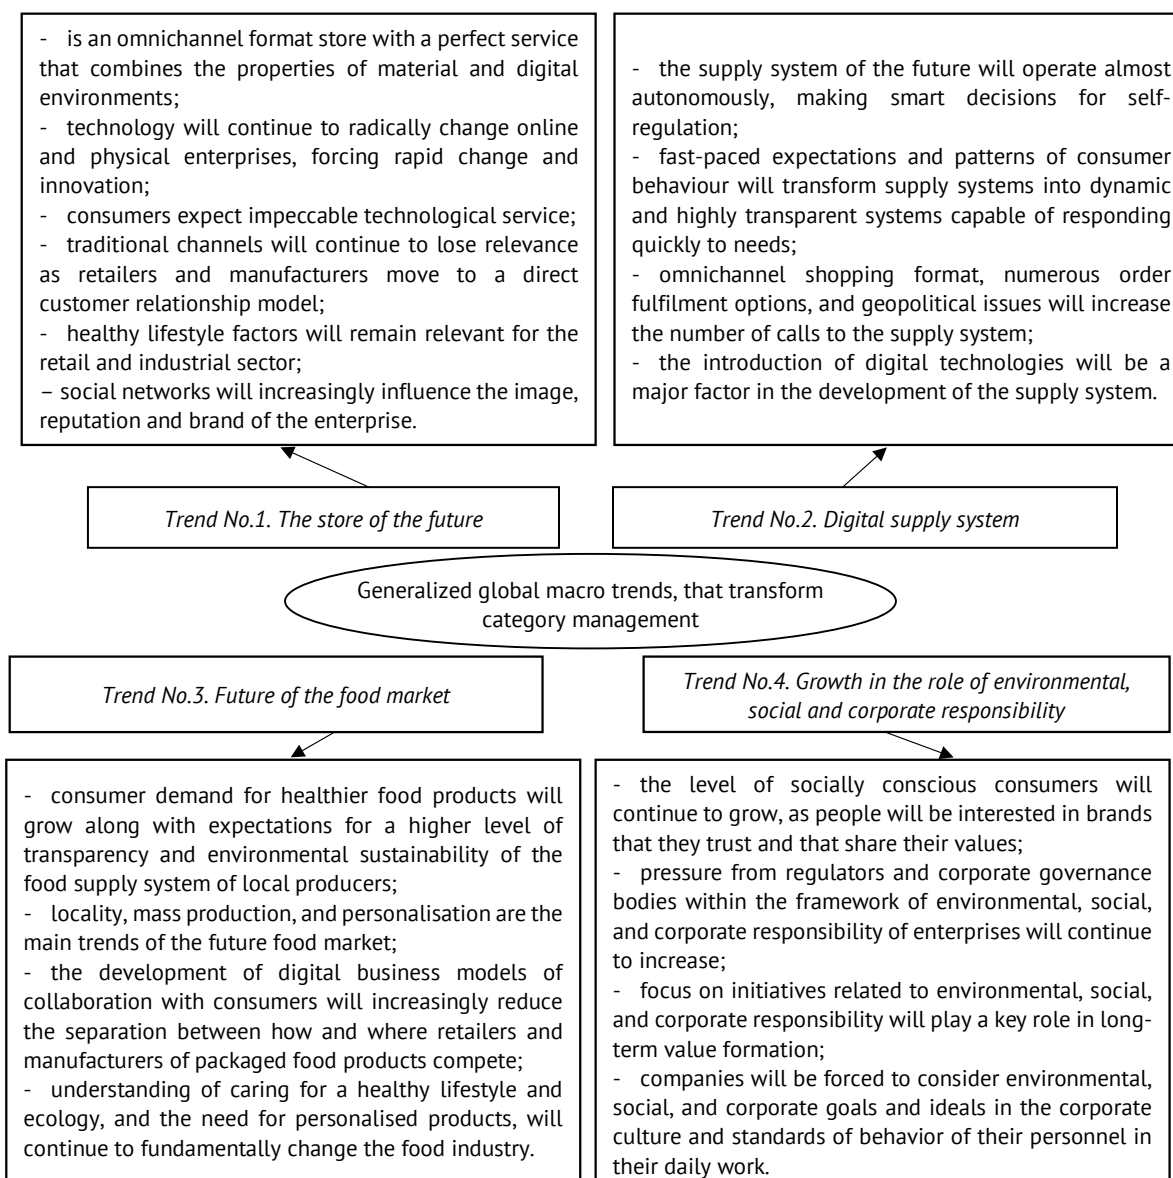 - is an omnichannel format store with a perfect service
that combines the properties of material and digital
environments;
- technology will continue to radically change online
and physical enterprises, forcing rapid change and
innovation;
- consumers expect impeccable technological service;
- traditional channels will continue to lose relevance
as retailers and manufacturers move to a direct
customer relationship model;
- healthy lifestyle factors will remain relevant for the
retail and industrial sector;
– social networks will increasingly influence the image,
reputation and brand of the enterprise.
- the supply system of the future will operate almost
autonomously, making smart decisions for self-
regulation;
- fast-paced expectations and patterns of consumer
behaviour will transform supply systems into dynamic
and highly transparent systems capable of responding
quickly to needs;
- omnichannel shopping format, numerous order
fulfilment options, and geopolitical issues will increase
the number of calls to the supply system;
- the introduction of digital technologies will be a
major factor in the development of the supply system.
Trend No.1. The store of the future
Trend No.2. Digital supply system
Generalized global macro trends, that transform
category management
Trend No.3. Future of the food market
Trend No.4. Growth in the role of environmental,
social and corporate responsibility
- consumer demand for healthier food products will
grow along with expectations for a higher level of
transparency and environmental sustainability of the
food supply system of local producers;
- locality, mass production, and personalisation are the
main trends of the future food market;
- the development of digital business models of
collaboration with consumers will increasingly reduce
the separation between how and where retailers and
manufacturers of packaged food products compete;
- understanding of caring for a healthy lifestyle and
ecology, and the need for personalised products, will
continue to fundamentally change the food industry.
- the level of socially conscious consumers will
continue to grow, as people will be interested in brands
that they trust and that share their values;
- pressure from regulators and corporate governance
bodies within the framework of environmental, social,
and corporate responsibility of enterprises will continue
to increase;
- focus on initiatives related to environmental, social,
and corporate responsibility will play a key role in long-
term value formation;
- companies will be forced to consider environmental,
social, and corporate goals and ideals in the corporate
culture and standards of behavior of their personnel in
their daily work.